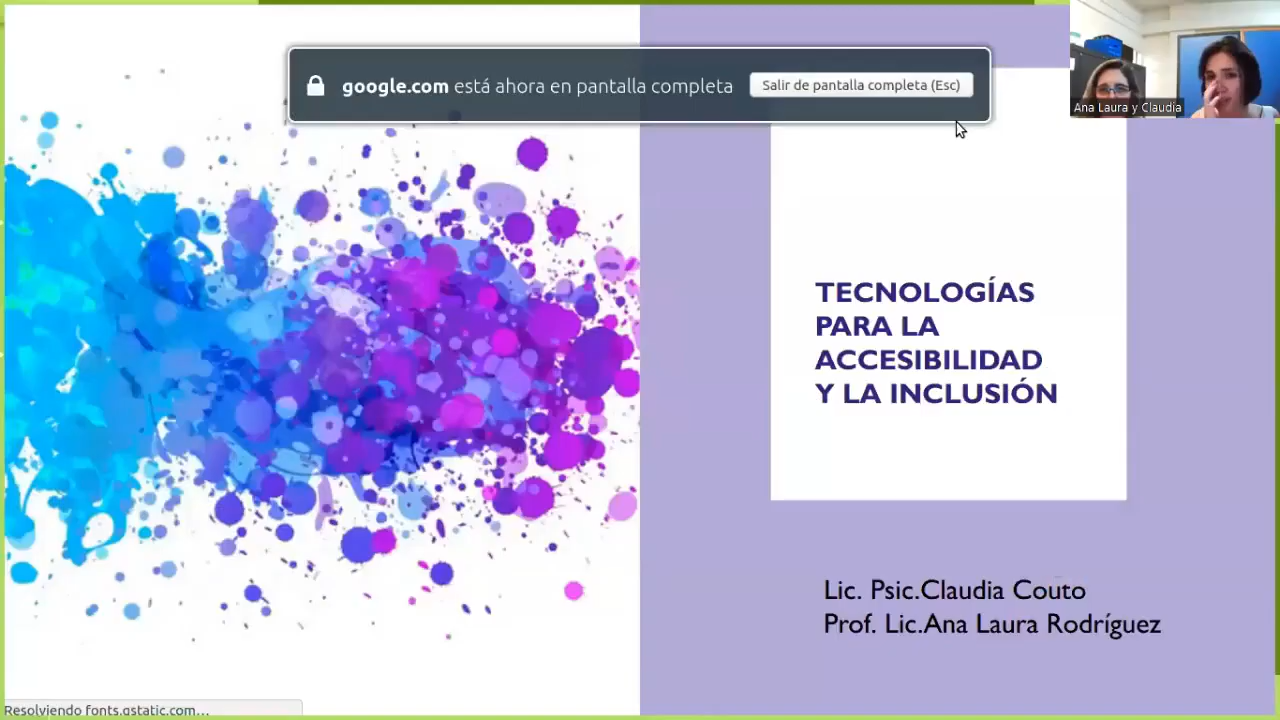 google.com está ahora en pantalla completa
Salir de pantalla completa (Esc)
Ana Laura y Claudia
TECNOLOGÍAS
PARA LA
ACCESIBILIDAD
Y LA INCLUSIÓN
Lic. Psic.Claudia Couto
Prof. Lic.Ana Laura Rodríguez
Resolviendo fonts.gstatic.com...